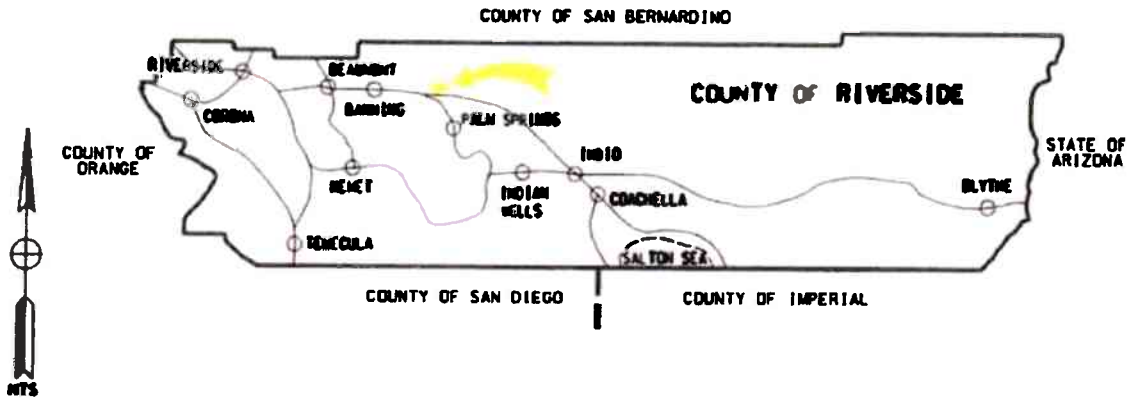 COUNTY OF SAN BERNARDINO
RIVERSIDE
BEAUMONT
BANNING
COUNTY OF RIVERSIDE
CORONA
PALM SPRINGS
COUNTY OF
ORANGE
INDIO
STATE OF
ARIZONA
HEMET
INDIAN
WELLS
COACHELLA
BLYTHE
TEMECULA
SALTON SEA
COUNTY OF SAN DIEGO
COUNTY OF IMPERIAL
NTS